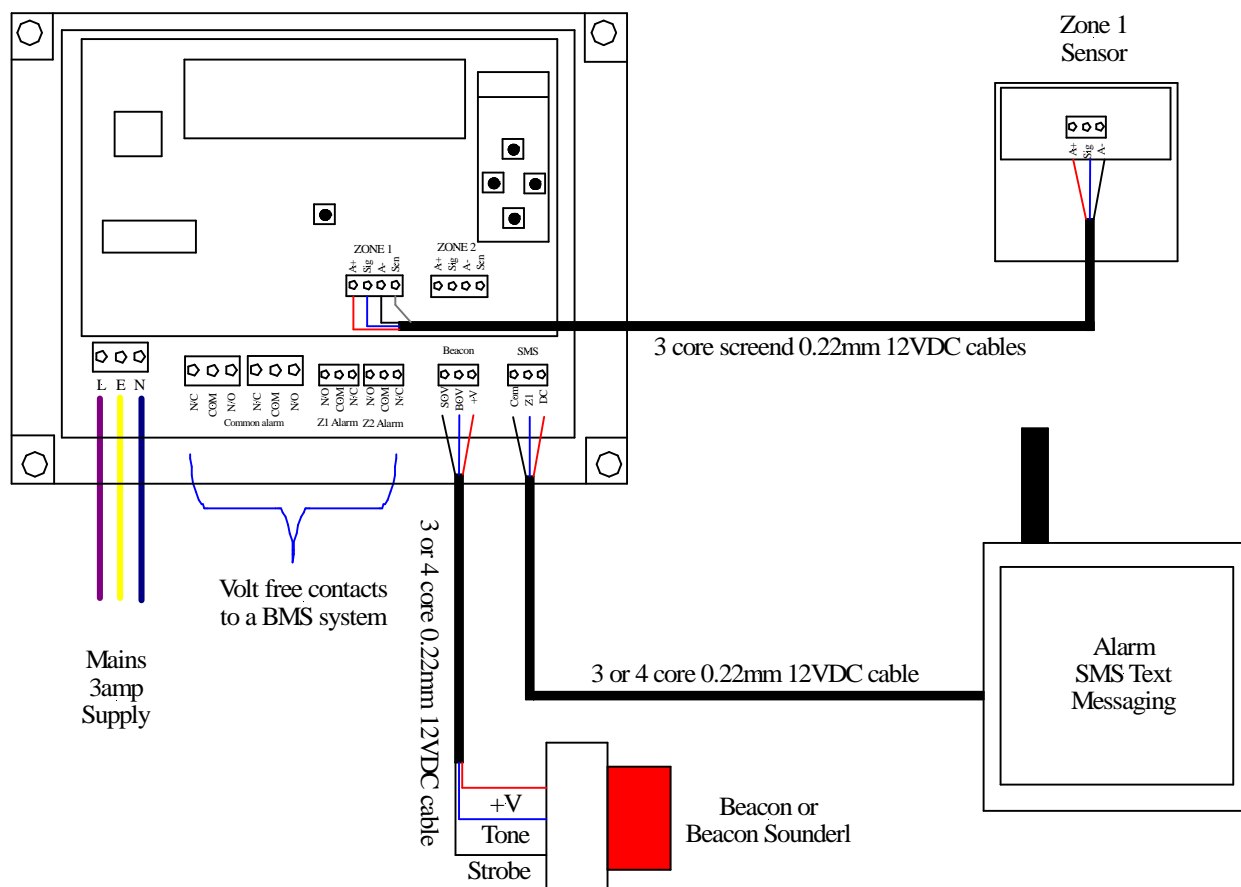 Zone 1
Sensor
A+
Sig
A-
ZONE 1
A+
Sig
A-
Sen
ZONE 2
A+
Sig
A-
Sen
3 core screend 0.22mm 12VDC cables
L E N
N/C
COM
N/O
N/C
COM
N/O
Common alarm
N/O
COM
N/C
Z1 Alarm
N/O
COM
N/C
Z2 Alarm
Beacon
SOV
BOV
+V
SMS
Com
Z1
DC
Volt free contacts
to a BMS system
Mains
3amp
Supply
3 or 4 core 0.22mm 12VDC cable
3 or 4 core 0.22mm 12VDC cable
Alarm
SMS Text
Messaging
+V
Tone
Strobe
Beacon or
Beacon Sounderl